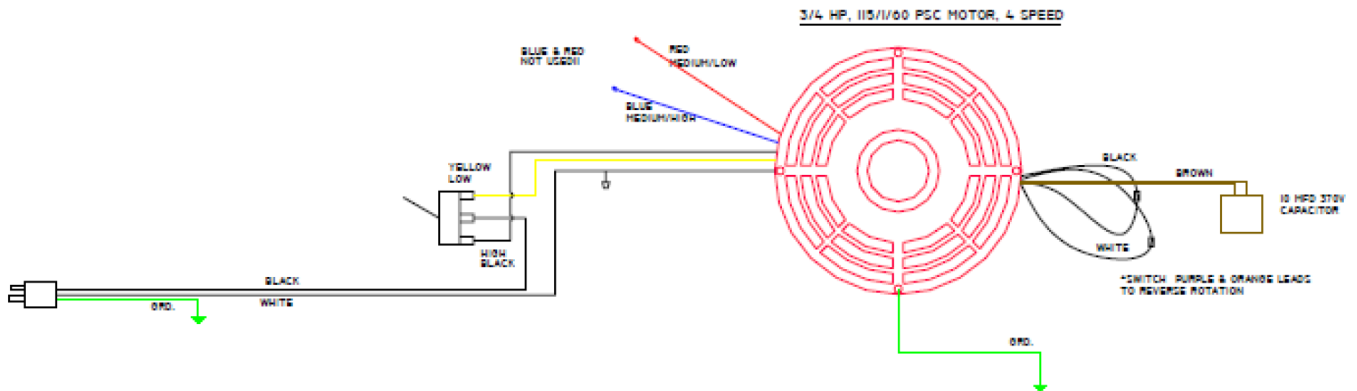 3/4 HP, 115/1/60 PSC MOTOR, 4 SPEED
BLUE & RED
NOT USED!!
RED
MEDIUM/LOW
BLUE
MEDIUM/HIGH
YELLOW
LOW
HIGH
BLACK
BLACK
WHITE
GRD.
BLACK
BROWN
WHITE
10 MFD 370V
CAPACITOR
*SWITCH PURPLE & ORANGE LEADS
TO REVERSE ROTATION
GRD.